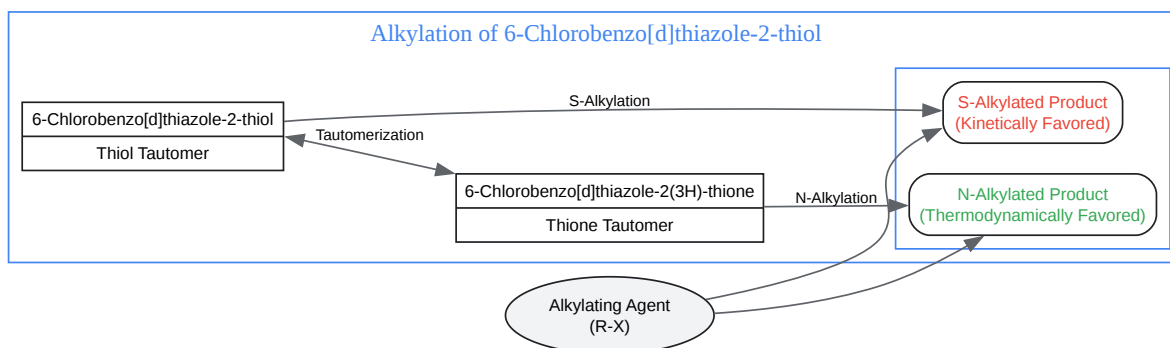 Alkylation of 6-Chlorobenzo[d]thiazole-2-thiol
6-Chlorobenzo[d]thiazole-2-thiol
Thiol Tautomer
S-Alkylation
Tautomerization
6-Chlorobenzo[d]thiazole-2(3H)-thione
Thione Tautomer
N-Alkylation
S-Alkylated Product
(Kinetically Favored)
N-Alkylated Product
(Thermodynamically Favored)
Alkylating Agent
(R-X)